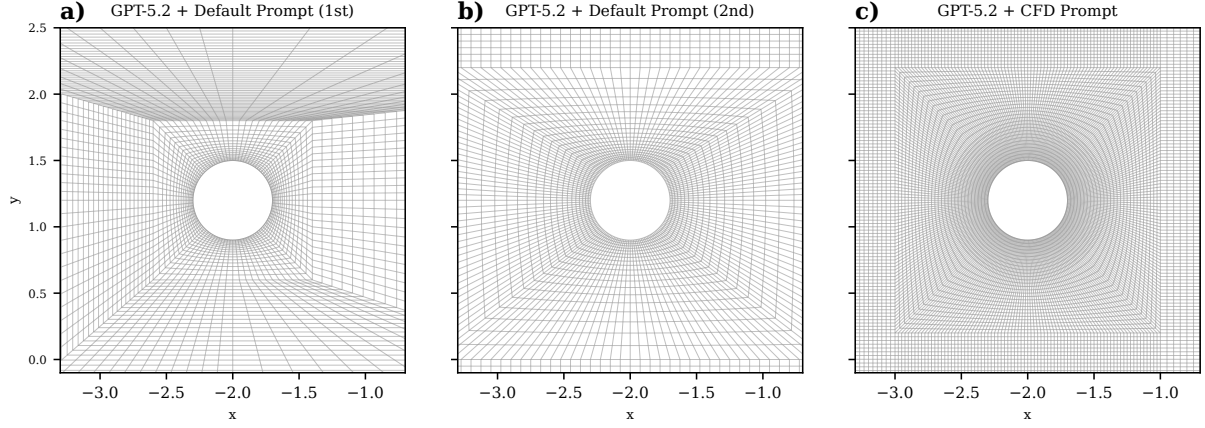 a) GPT-5.2 + Default Prompt (1st)
b) GPT-5.2 + Default Prompt (2nd)
c) GPT-5.2 + CFD Prompt
2.5
2.0
1.5
1.0
0.5
0.0
y
−3.0 −2.5 −2.0 −1.5 −1.0
−3.0 −2.5 −2.0 −1.5 −1.0
−3.0 −2.5 −2.0 −1.5 −1.0
x
x
x